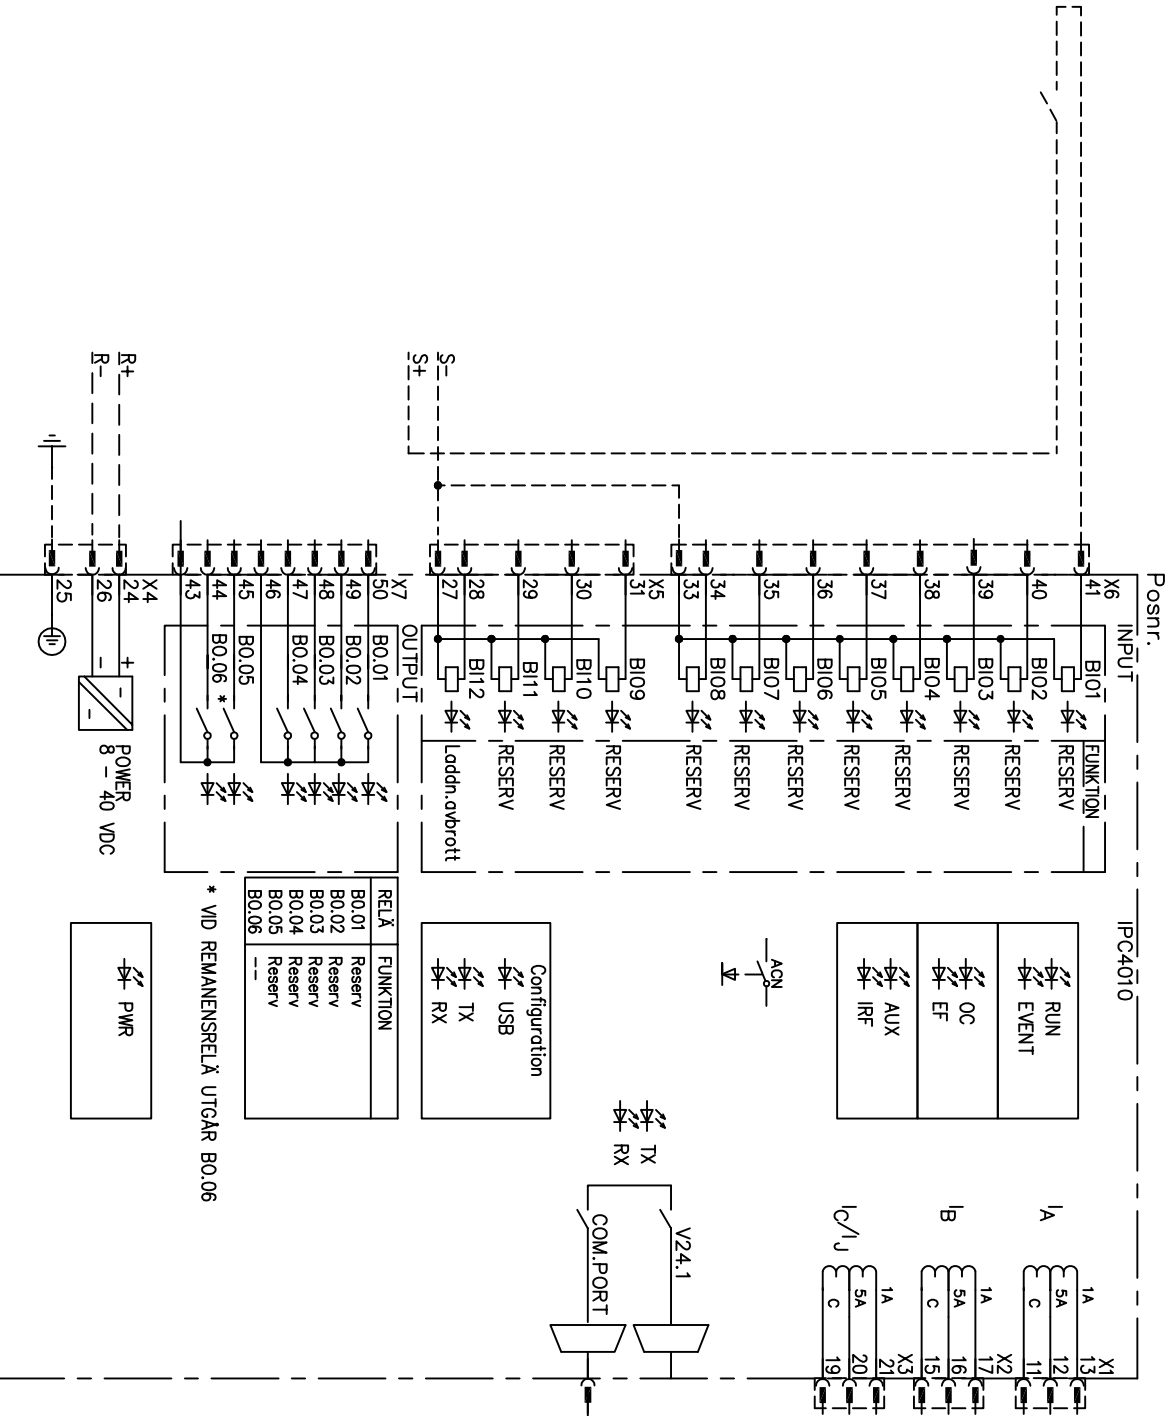 Posnr.
IPC4010
X6
INPUT
FUNKTION
41
BI01
RESERV
40
BI02
RESERV
39
BI03
RESERV
38
BI04
RESERV
37
BI05
RESERV
36
BI06
RESERV
35
BI07
RESERV
34
BI08
RESERV
33
X5
31
BI09
RESERV
30
BI10
RESERV
29
BI11
RESERV
28
BI12
Laddn.avbrott
27
S-
S+
X7
OUTPUT
50
BO.01
49
BO.02
48
BO.03
47
BO.04
46
45
BO.05
44
BO.06 *
43
X4
24
+
26
-
25
R+
R-
POWER
8 - 40 VDC
RUN
EVENT
OC
EF
AUX
IRF
ACN
Configuration
USB
TX
RX
RELÄ FUNKTION
BO.01 Reserv
BO.02 Reserv
BO.03 Reserv
BO.04 Reserv
BO.05 Reserv
BO.06 --
* VID REMANENSRELÄ UTGÅR BO.06
PWR
TX
RX
V24.1
COM.PORT
IA
1A
5A
C
X1
13
12
11
IB
1A
5A
C
X2
17
16
15
IC/IJ
1A
5A
C
X3
21
20
19